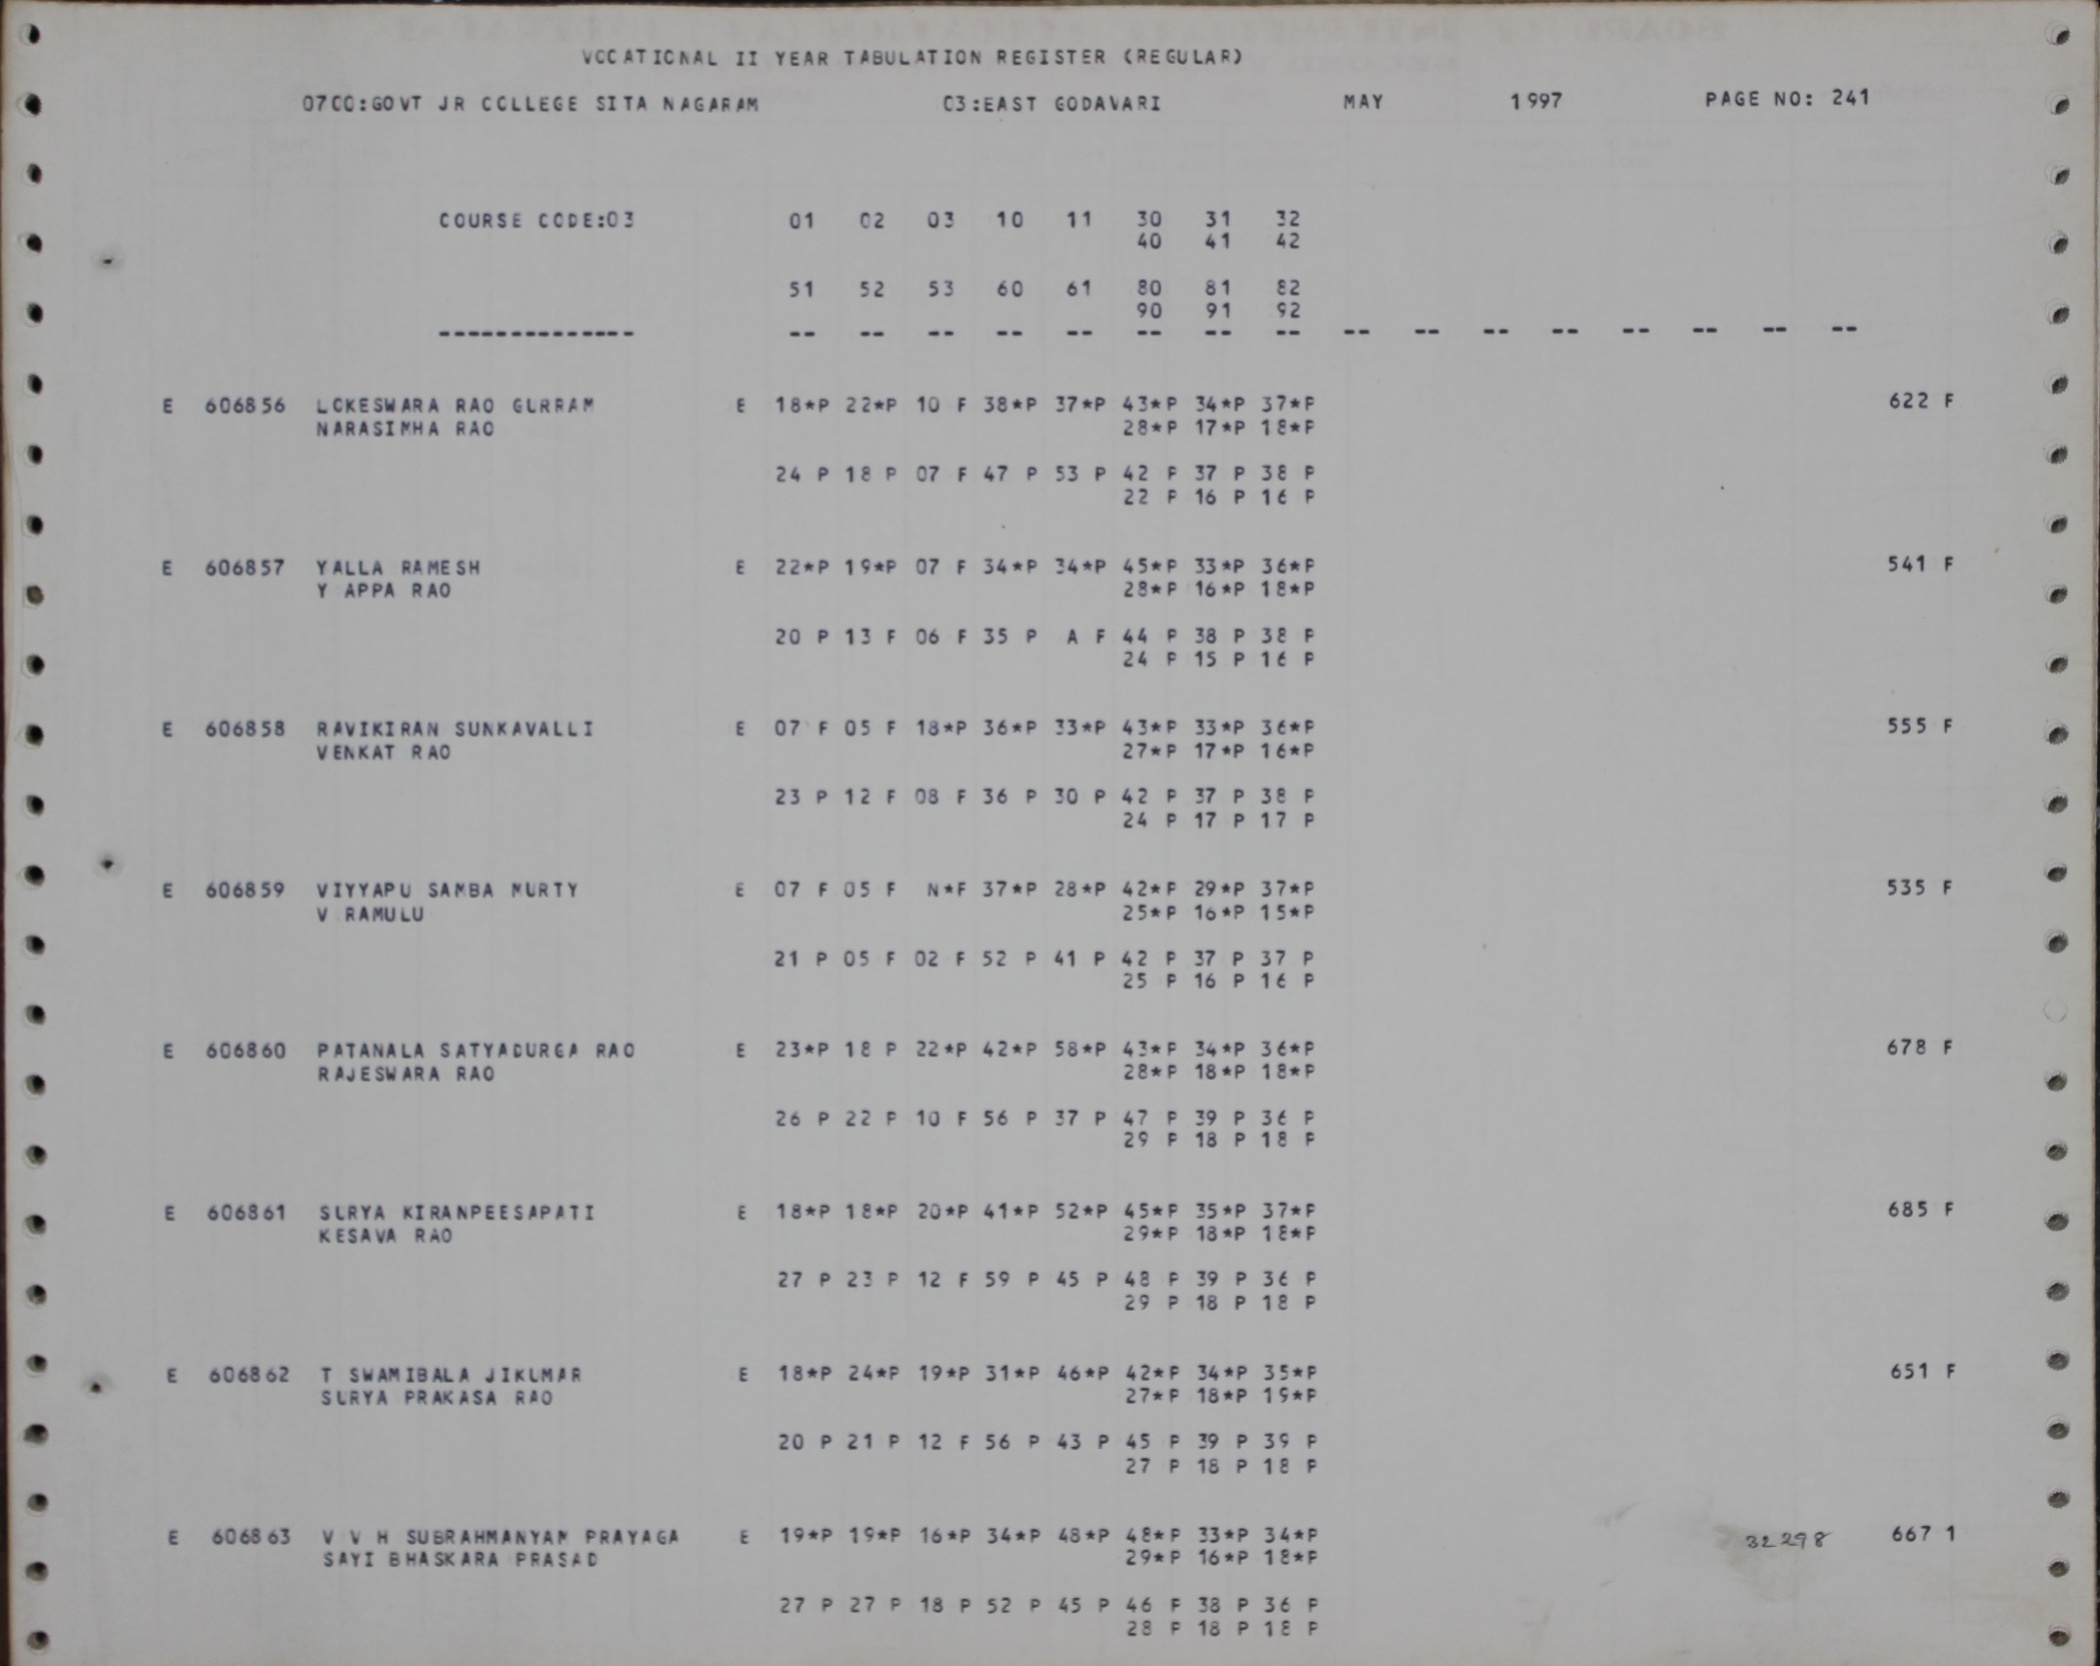 VOCATIONAL II YEAR TABULATION REGISTER (REGULAR)
0700:GOVT JR COLLEGE SITA NAGARAM 03:EAST GODAVARI MAY 1997 PAGE NO: 241
COURSE CODE:03 01 02 03 10 11 30 31 32
40 41 42
51 52 53 60 61 80 81 82
90 91 92
-------------- -- -- -- -- -- -- -- -- -- -- -- -- -- -- -- --
E 606856 LOKESWARA RAO GURRAM E 18*P 22*P 10 F 38*P 37*P 43*P 34*P 37*P 622 F
NARASIMHA RAO 28*P 17*P 18*P
24 P 18 P 07 F 47 P 53 P 42 P 37 P 38 P
22 P 16 P 16 P
E 606857 YALLA RAMESH E 22*P 19*P 07 F 34*P 34*P 45*P 33*P 36*P 541 F
Y APPA RAO 28*P 16*P 18*P
20 P 13 F 06 F 35 P A F 44 P 38 P 38 P
24 P 15 P 16 P
E 606858 RAVIKIRAN SUNKAVALLI E 07 F 05 F 18*P 36*P 33*P 43*P 33*P 36*P 555 F
VENKAT RAO 27*P 17*P 16*P
23 P 12 F 08 F 36 P 30 P 42 P 37 P 38 P
24 P 17 P 17 P
E 606859 VIYYAPU SAMBA MURTY E 07 F 05 F N*F 37*P 28*P 42*P 29*P 37*P 535 F
V RAMULU 25*P 16*P 15*P
21 P 05 F 02 F 52 P 41 P 42 P 37 P 37 P
25 P 16 P 16 P
E 606860 PATANALA SATYADURGA RAO E 23*P 18 P 22*P 42*P 58*P 43*P 34*P 36*P 678 F
RAJESWARA RAO 28*P 18*P 18*P
26 P 22 P 10 F 56 P 37 P 47 P 39 P 36 P
29 P 18 P 18 P
E 606861 SURYA KIRANPEESAPATI E 18*P 18*P 20*P 41*P 52*P 45*P 35*P 37*P 685 F
KESAVA RAO 29*P 18*P 18*P
27 P 23 P 12 F 59 P 45 P 48 P 39 P 36 P
29 P 18 P 18 P
E 606862 T SWAMIBALA JIKUMAR E 18*P 24*P 19*P 31*P 46*P 42*P 34*P 35*P 651 F
SURYA PRAKASA RAO 27*P 18*P 19*P
20 P 21 P 12 F 56 P 43 P 45 P 39 P 39 P
27 P 18 P 18 P
E 606863 V V H SUBRAHMANYAM PRAYAGA E 19*P 19*P 16*P 34*P 48*P 48*P 33*P 34*P 32298 667 1
SAYI BHASKARA PRASAD 29*P 16*P 18*P
27 P 27 P 18 P 52 P 45 P 46 P 38 P 36 P
28 P 18 P 18 P